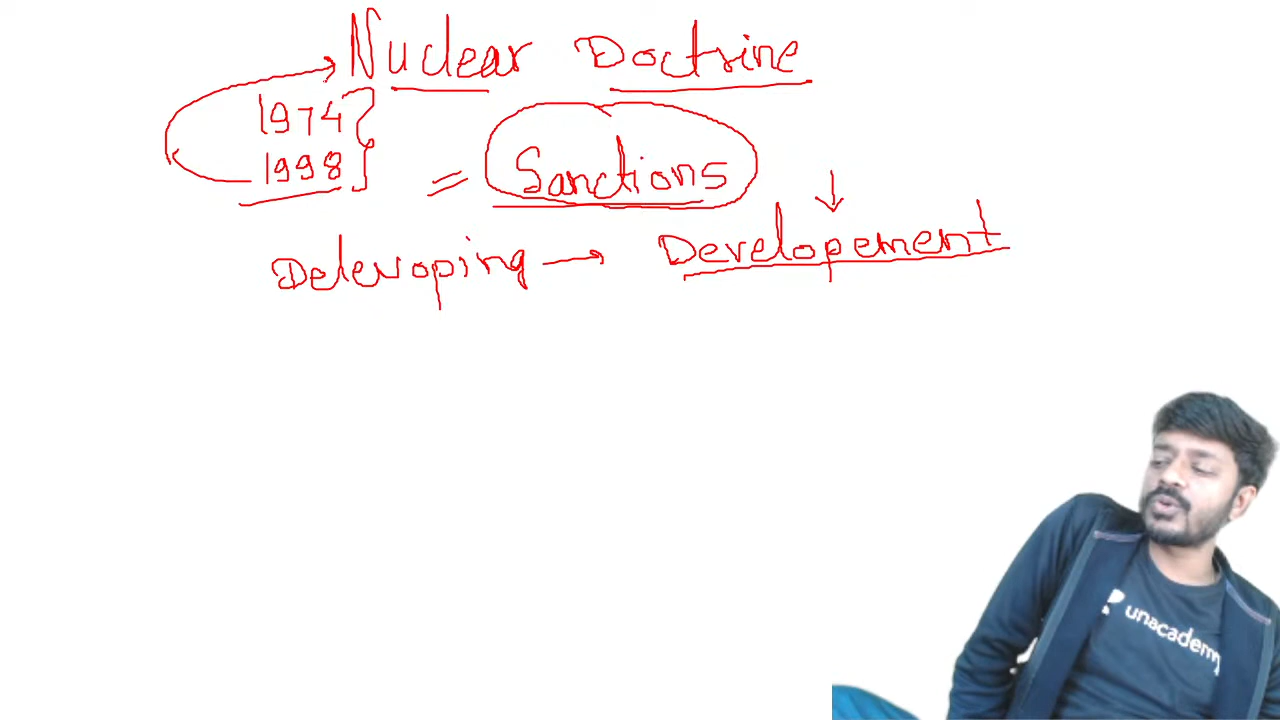 Nuclear Doctrine
1974
1998
= Sanctions
Delevoping → Developement
unacademy